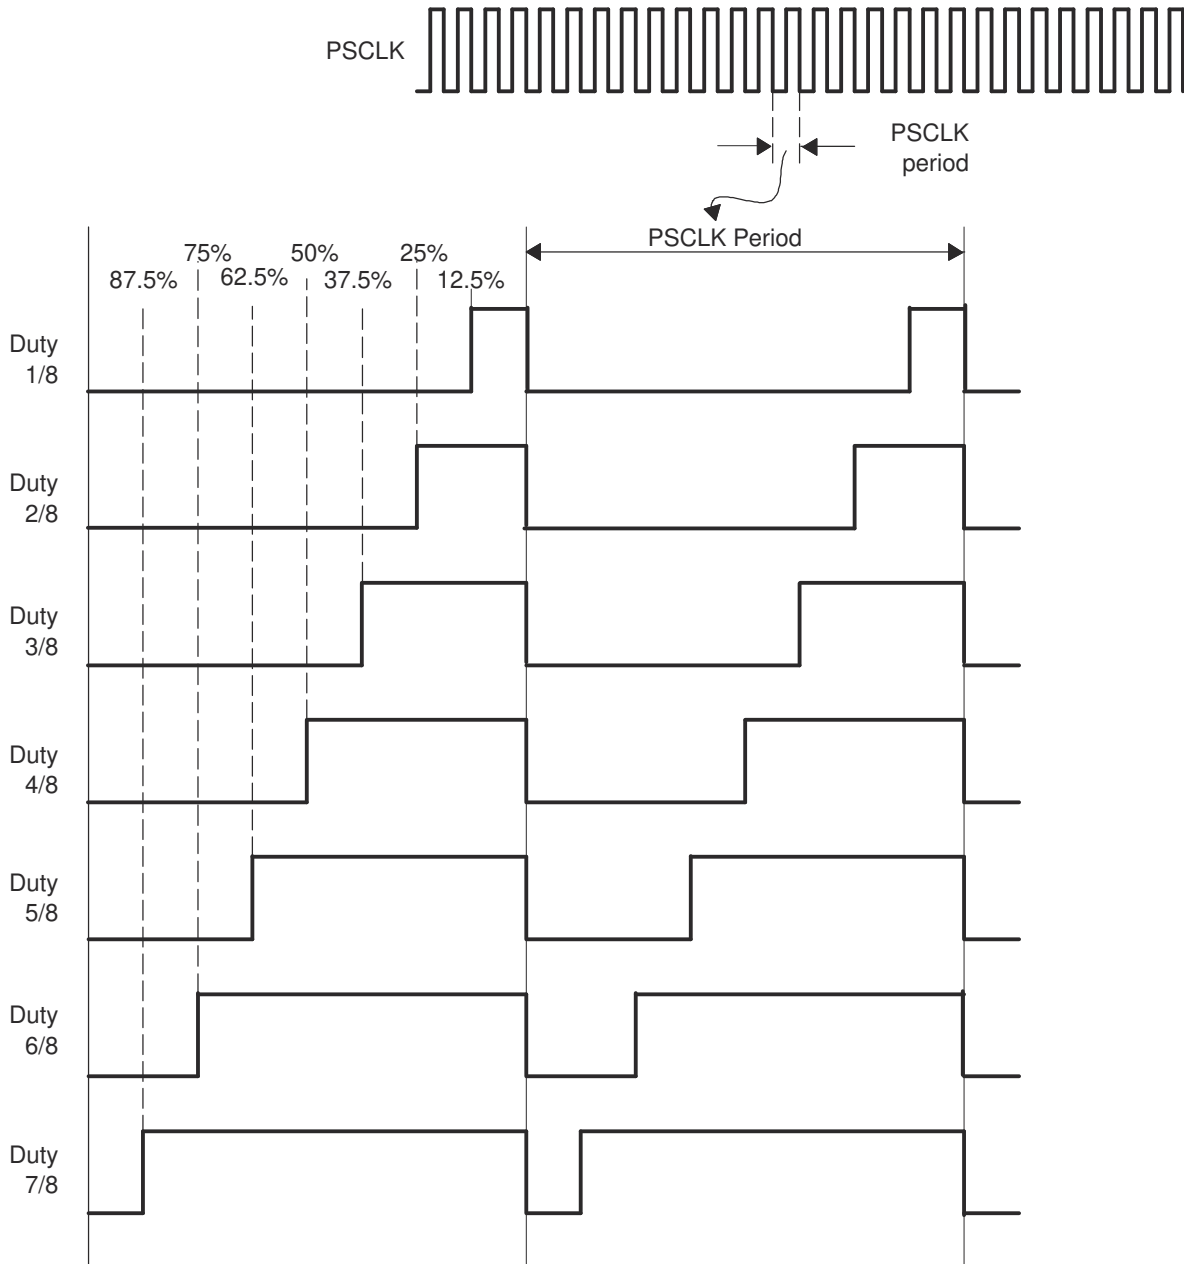 PSCLK
PSCLK
period
PSCLK Period
75%
50%
25%
87.5%
62.5%
37.5%
12.5%
Duty
1/8
Duty
2/8
Duty
3/8
Duty
4/8
Duty
5/8
Duty
6/8
Duty
7/8